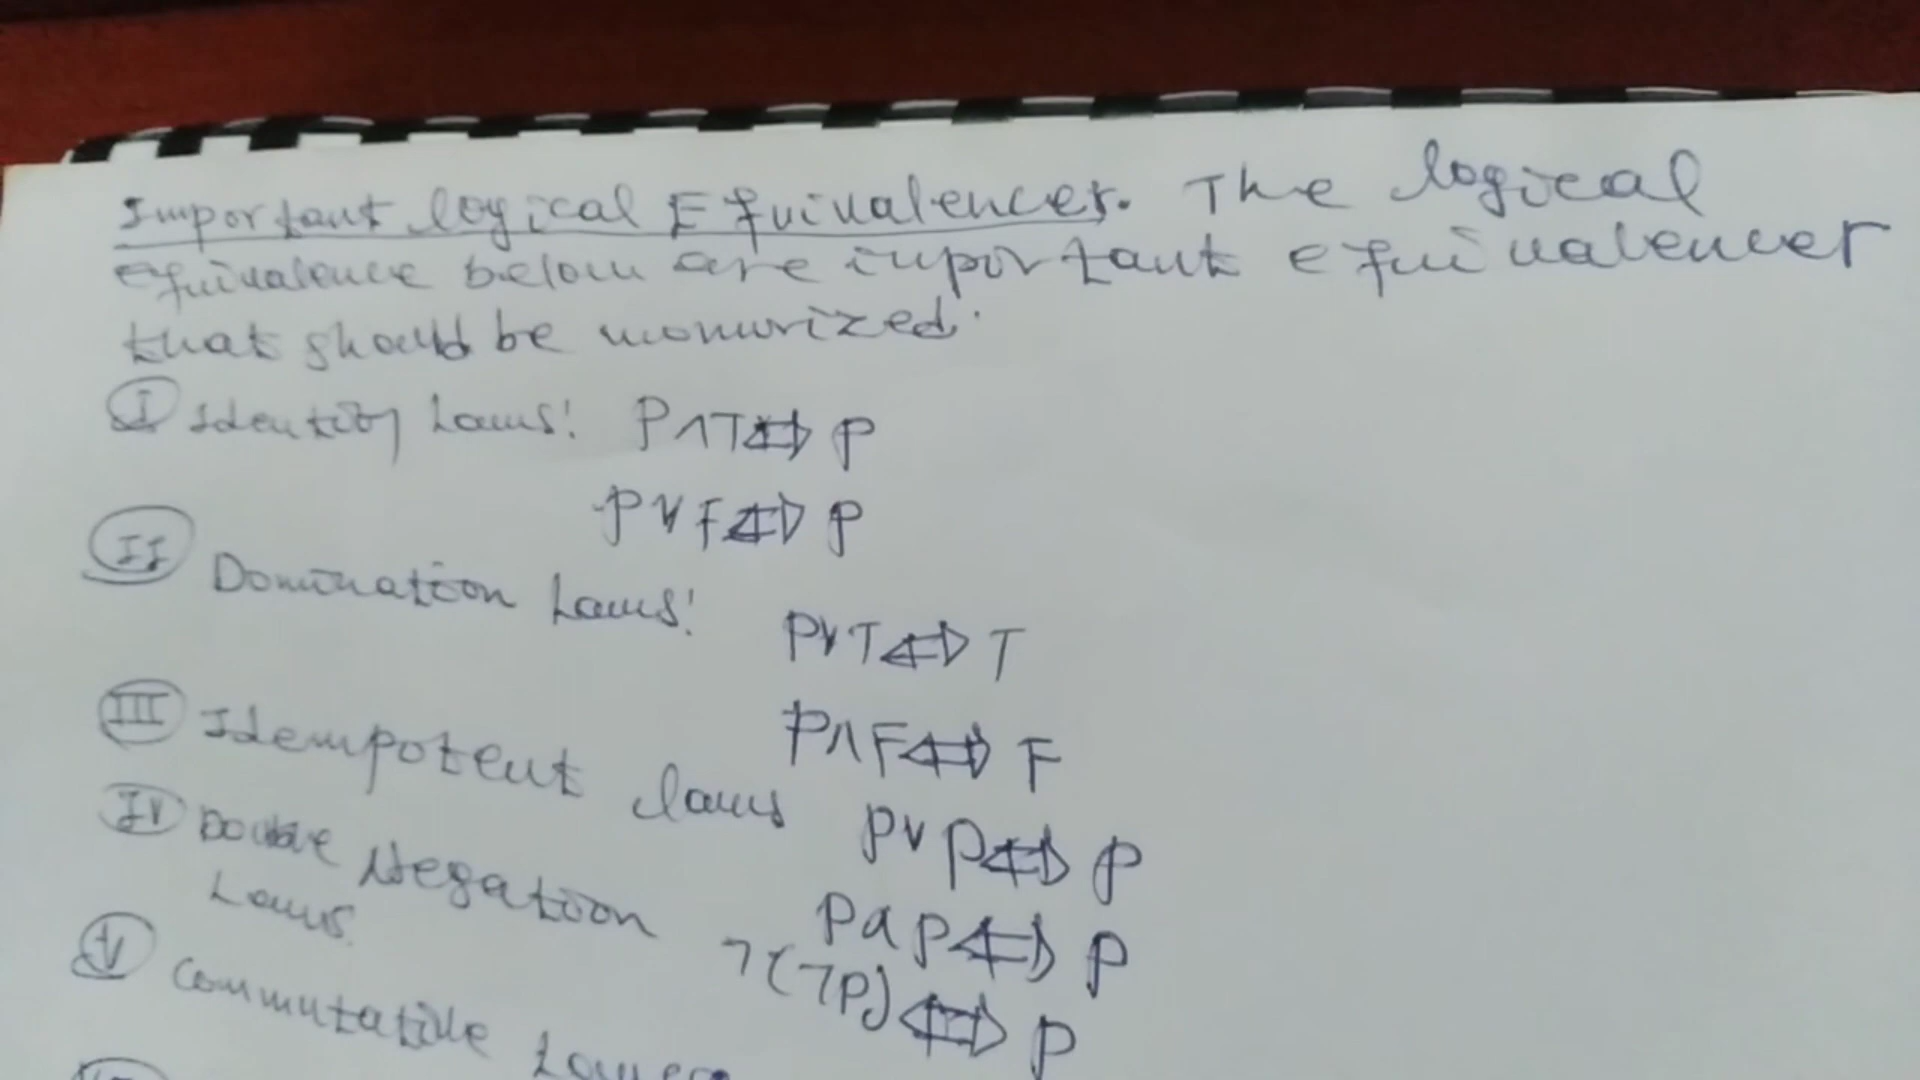 Important logical Equivalences. The logical
equivalence below are important equivalences
that should be momurized.
(I) Identity Laws: P∧T⇔P
P∨F⇔P
(II) Domination Laws: P∨T⇔T
P∧F⇔F
(III) Idempotent laws P∨P⇔P
P∧P⇔P
(IV) Double Negation
Laws. ¬(¬P)⇔P
(V) Commutative